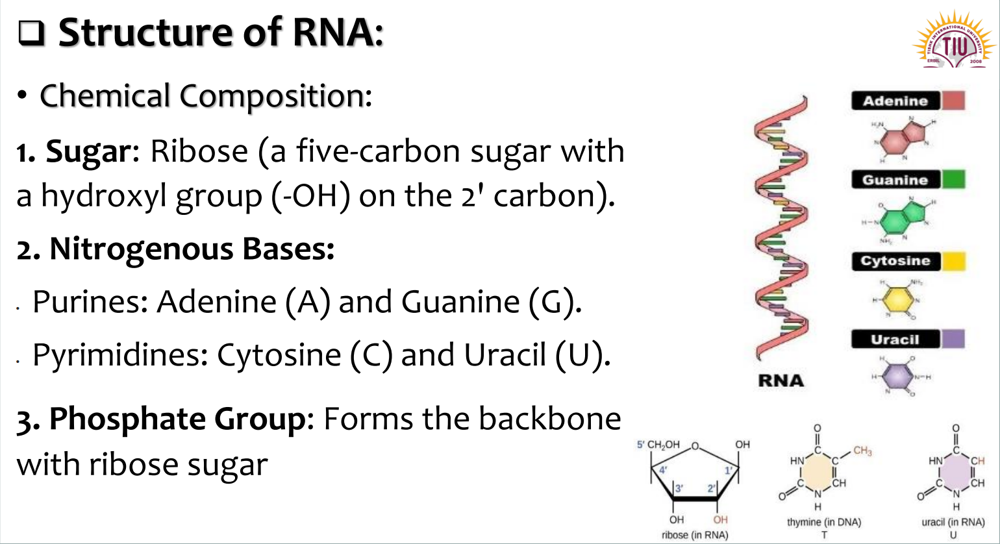 ❑ Structure of RNA:
TISHK INTERNATIONAL UNIVERSITY
TIU
ERBIL 2008
• Chemical Composition:
1. Sugar: Ribose (a five-carbon sugar with
a hydroxyl group (-OH) on the 2' carbon).
2. Nitrogenous Bases:
· Purines: Adenine (A) and Guanine (G).
· Pyrimidines: Cytosine (C) and Uracil (U).
3. Phosphate Group: Forms the backbone
with ribose sugar
RNA
Adenine
H₂N N H
N N
H N
Guanine
O N H
H-N N
NH₂ N
Cytosine
H NH₂
H N
N O
Uracil
H O
H N-H
N O
5′ CH₂OH O OH
4′ 1′
3′ 2′
OH OH
ribose (in RNA)
O
C CH₃
HN C
C CH
O N
H
thymine (in DNA)
T
O
C
HN CH
C CH
O N
H
uracil (in RNA)
U